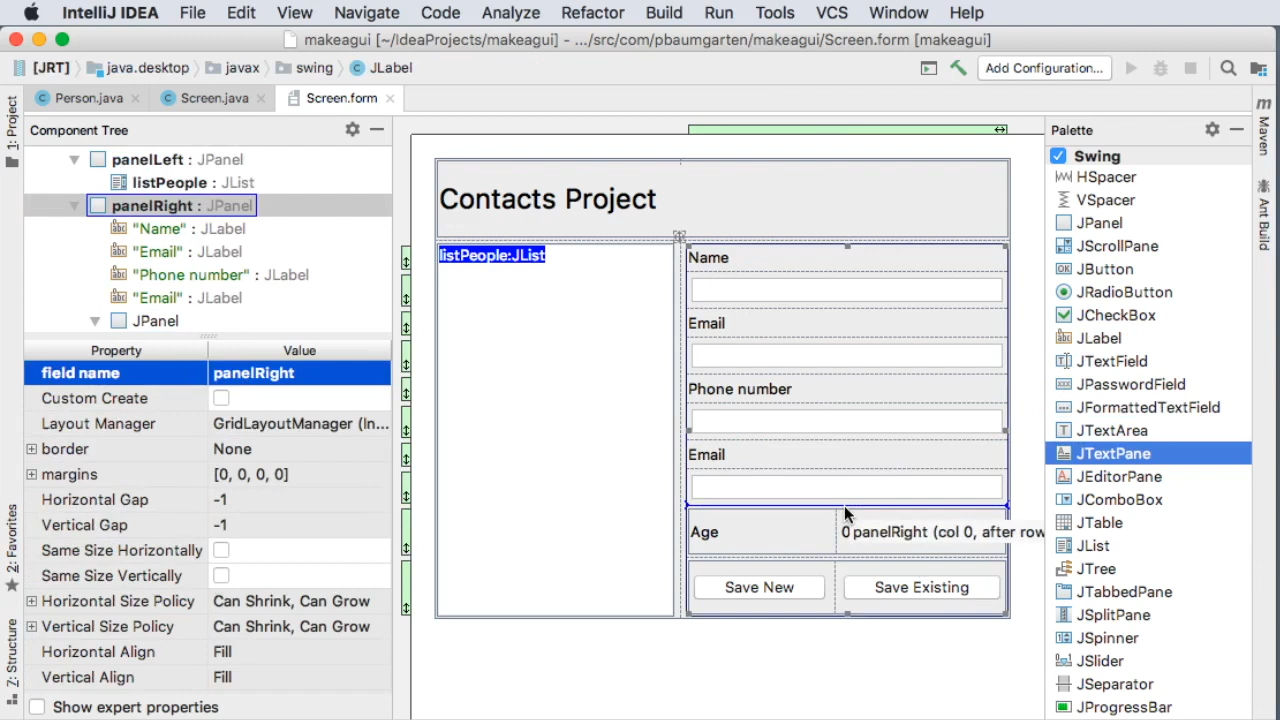 IntelliJ IDEA File Edit View Navigate Code Analyze Refactor Build Run Tools VCS Window Help
makeagui [~/IdeaProjects/makeagui] - .../src/com/pbaumgarten/makeagui/Screen.form [makeagui]
[JRT] java.desktop javax swing JLabel Add Configuration...
Person.java Screen.java Screen.form
1: Project
2: Favorites
Z: Structure
Component Tree
panelLeft : JPanel
listPeople : JList
panelRight : JPanel
"Name" : JLabel
"Email" : JLabel
"Phone number" : JLabel
"Email" : JLabel
JPanel
Property Value
field name panelRight
Custom Create
Layout Manager GridLayoutManager (In...
border None
margins [0, 0, 0, 0]
Horizontal Gap -1
Vertical Gap -1
Same Size Horizontally
Same Size Vertically
Horizontal Size Policy Can Shrink, Can Grow
Vertical Size Policy Can Shrink, Can Grow
Horizontal Align Fill
Vertical Align Fill
Show expert properties
Contacts Project
listPeople:JList
Name
Email
Phone number
Email
Age 0 panelRight (col 0, after row
Save New Save Existing
Palette
Swing
HSpacer
VSpacer
JPanel
JScrollPane
JButton
JRadioButton
JCheckBox
JLabel
JTextField
JPasswordField
JFormattedTextField
JTextArea
JTextPane
JEditorPane
JComboBox
JTable
JList
JTree
JTabbedPane
JSplitPane
JSpinner
JSlider
JSeparator
JProgressBar
m Maven
Ant Build